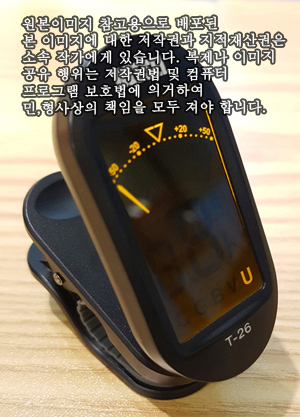 원본이미지 참고용으로 배포된
본 이미지에 대한 저작권과 지적재산권은
소속 작가에게 있습니다. 복제나 이미지
공유 행위는 저작권법 및 컴퓨터
프로그램 보호법에 의거하여
민,형사상의 책임을 모두 져야 합니다.
-50 -20 +20 +50
C G B V U
T-26